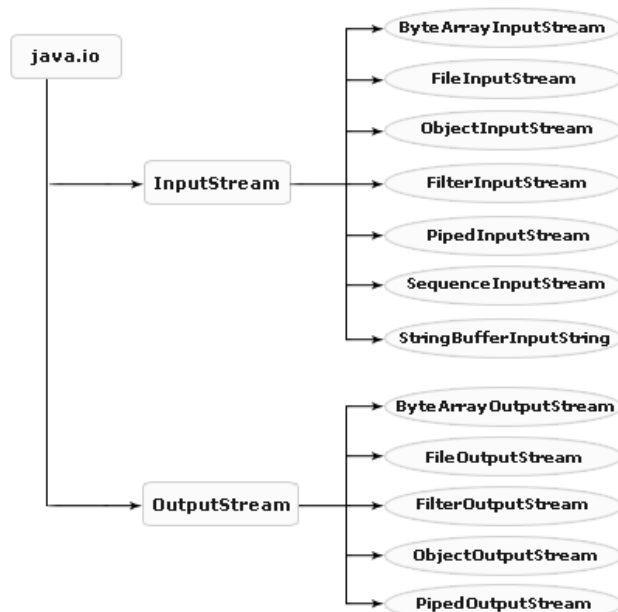 java.io
InputStream
ByteArrayInputStream
FileInputStream
ObjectInputStream
FilterInputStream
PipedInputStream
SequenceInputStream
StringBufferInputString
OutputStream
ByteArrayOutputStream
FileOutputStream
FilterOutputStream
ObjectOutputStream
PipedOutputStream